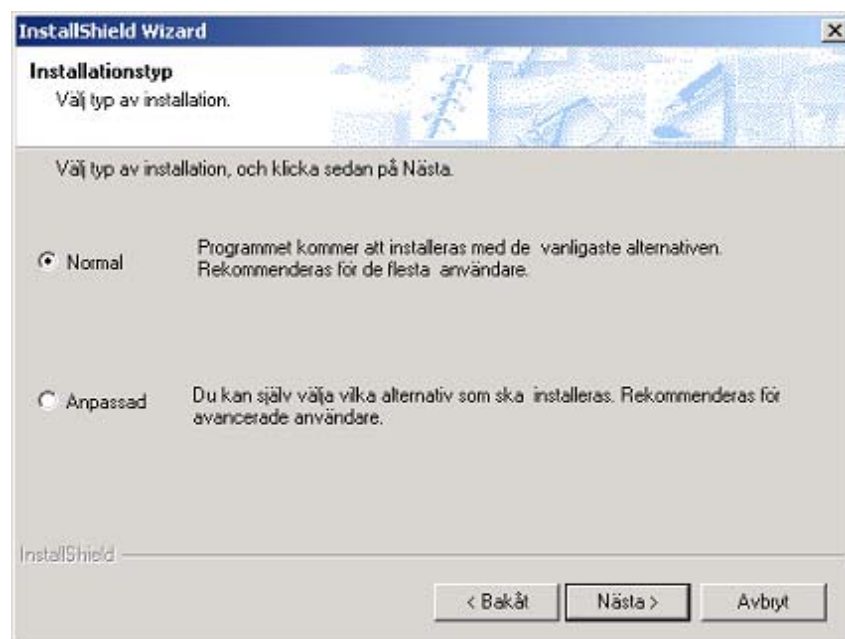 InstallShield Wizard
Installationstyp
Välj typ av installation.
Välj typ av installation, och klicka sedan på Nästa.
Normal
Programmet kommer att installeras med de vanligaste alternativen.
Rekommenderas för de flesta användare.
Anpassad
Du kan själv välja vilka alternativ som ska installeras. Rekommenderas för
avancerade användare.
InstallShield
< Bakåt
Nästa >
Avbryt